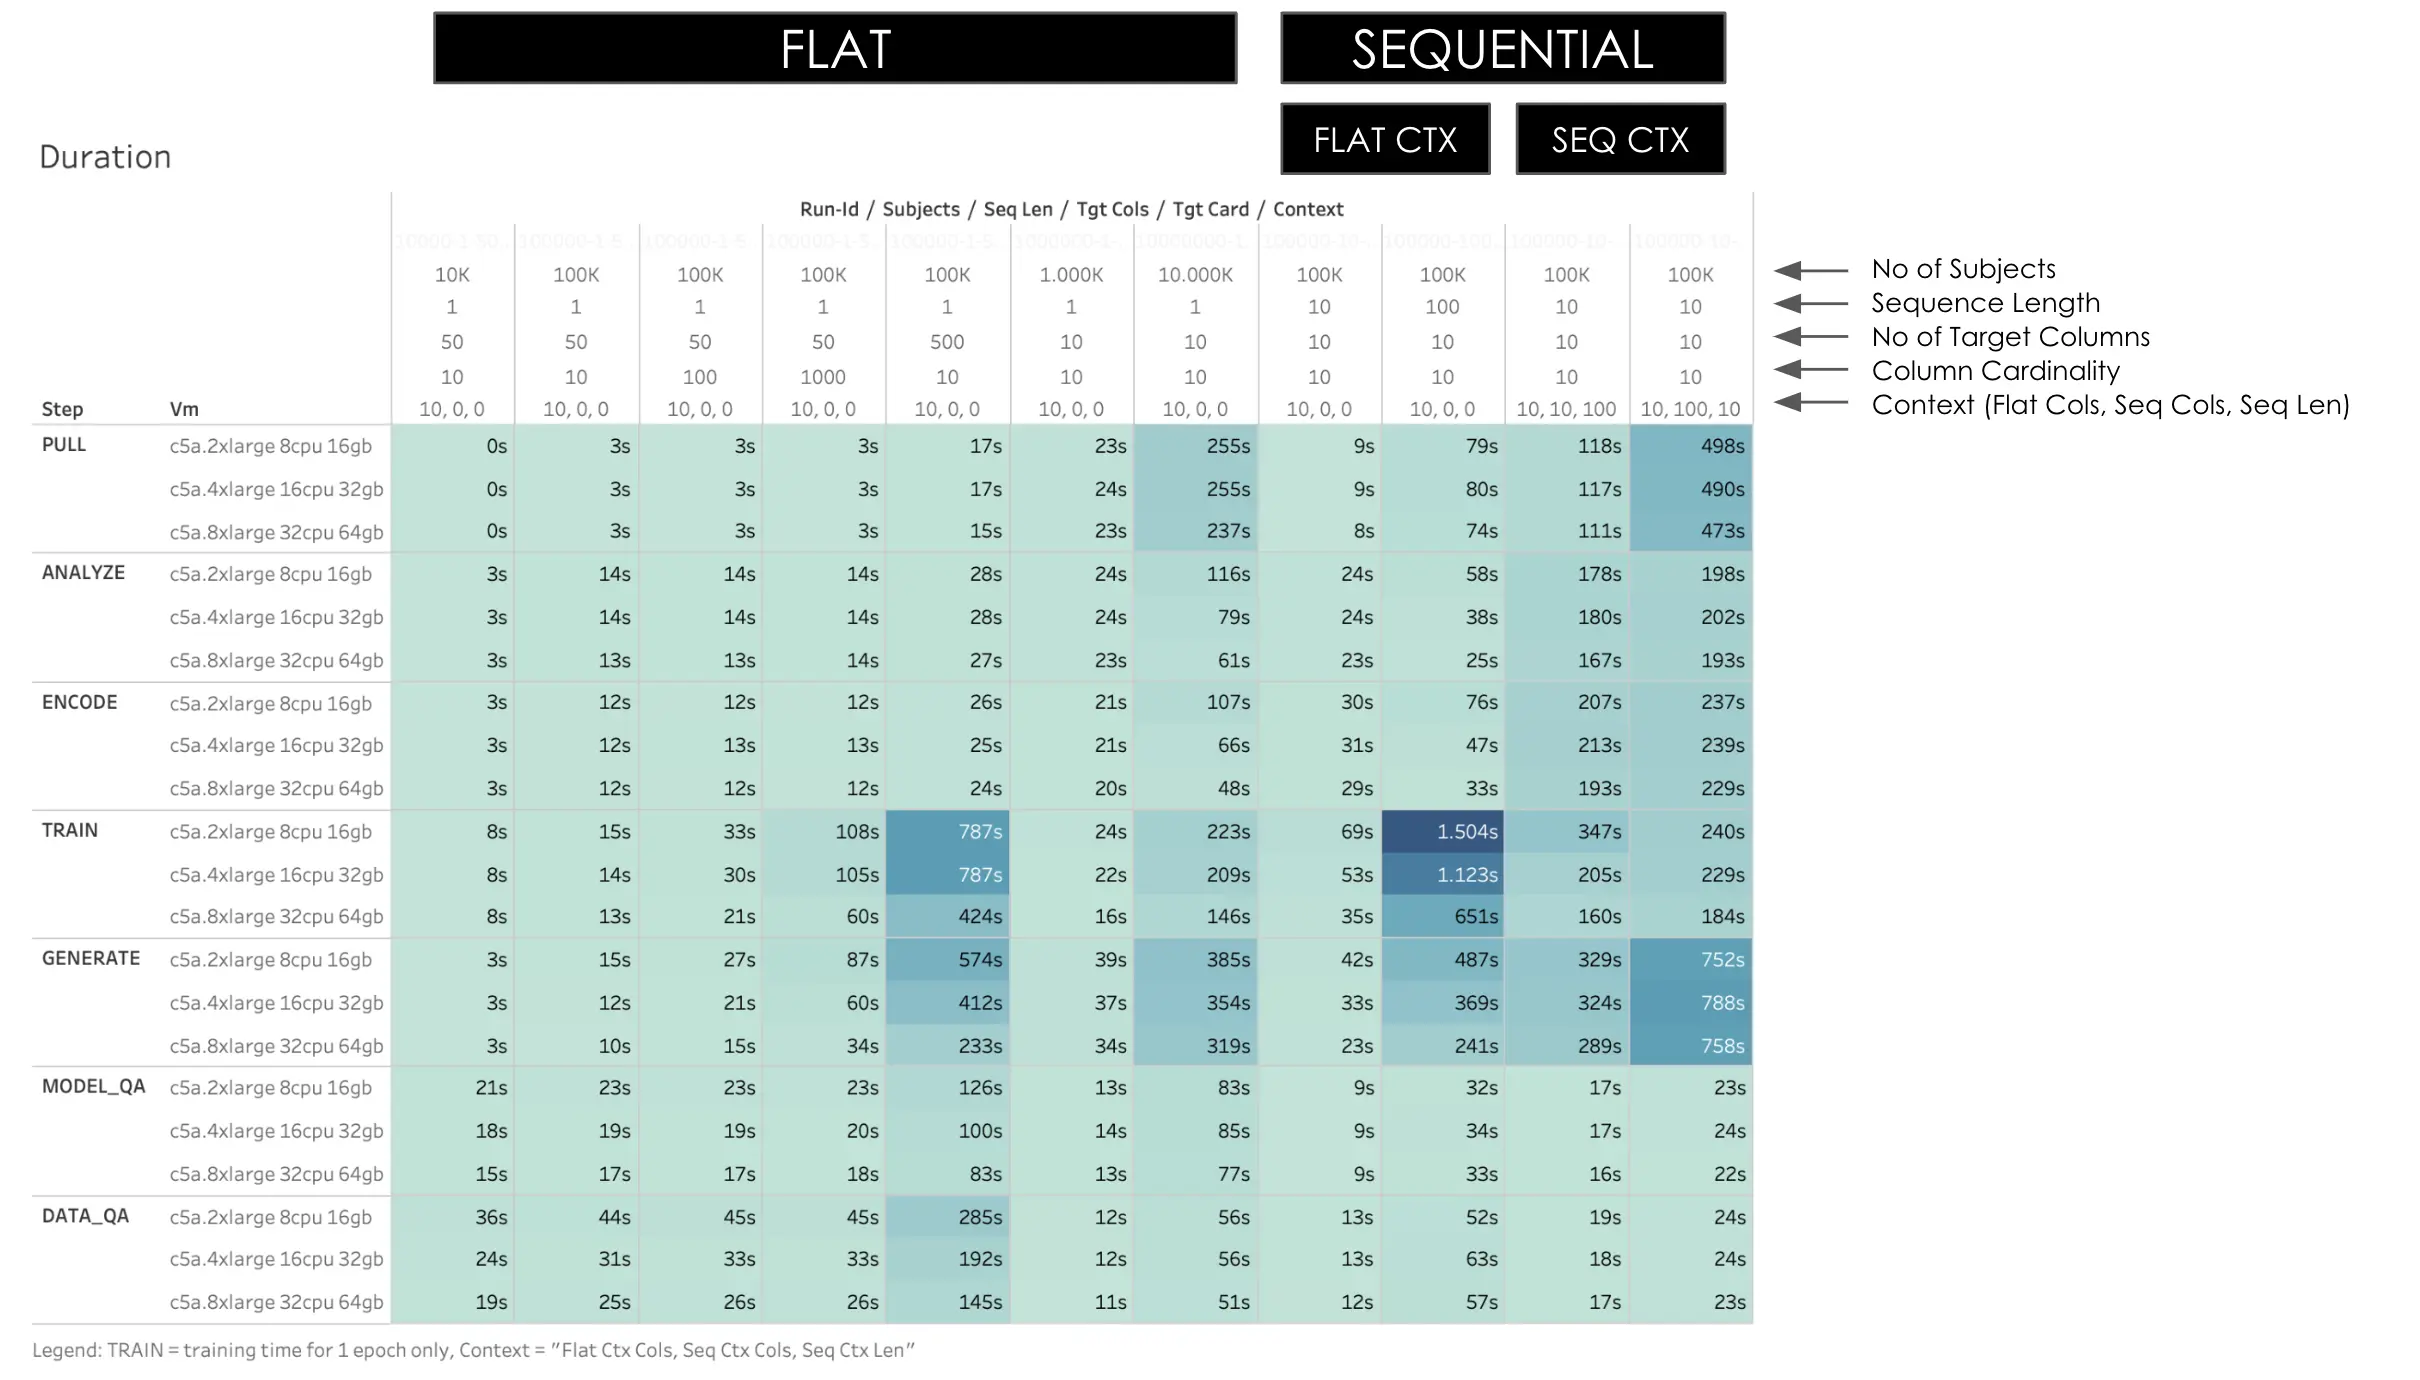 FLAT SEQUENTIAL
FLAT CTX SEQ CTX
Duration
Run-Id / Subjects / Seq Len / Tgt Cols / Tgt Card / Context
10K 100K 100K 100K 100K 1.000K 10.000K 100K 100K 100K 100K No of Subjects
1 1 1 1 1 1 1 10 100 10 10 Sequence Length
50 50 50 50 500 10 10 10 10 10 10 No of Target Columns
10 10 100 1000 10 10 10 10 10 10 10 Column Cardinality
Step Vm 10, 0, 0 10, 0, 0 10, 0, 0 10, 0, 0 10, 0, 0 10, 0, 0 10, 0, 0 10, 0, 0 10, 0, 0 10, 10, 100 10, 100, 10 Context (Flat Cols, Seq Cols, Seq Len)
PULL c5a.2xlarge 8cpu 16gb 0s 3s 3s 3s 17s 23s 255s 9s 79s 118s 498s
c5a.4xlarge 16cpu 32gb 0s 3s 3s 3s 17s 24s 255s 9s 80s 117s 490s
c5a.8xlarge 32cpu 64gb 0s 3s 3s 3s 15s 23s 237s 8s 74s 111s 473s
ANALYZE c5a.2xlarge 8cpu 16gb 3s 14s 14s 14s 28s 24s 116s 24s 58s 178s 198s
c5a.4xlarge 16cpu 32gb 3s 14s 14s 14s 28s 24s 79s 24s 38s 180s 202s
c5a.8xlarge 32cpu 64gb 3s 13s 13s 14s 27s 23s 61s 23s 25s 167s 193s
ENCODE c5a.2xlarge 8cpu 16gb 3s 12s 12s 12s 26s 21s 107s 30s 76s 207s 237s
c5a.4xlarge 16cpu 32gb 3s 12s 13s 13s 25s 21s 66s 31s 47s 213s 239s
c5a.8xlarge 32cpu 64gb 3s 12s 12s 12s 24s 20s 48s 29s 33s 193s 229s
TRAIN c5a.2xlarge 8cpu 16gb 8s 15s 33s 108s 787s 24s 223s 69s 1.504s 347s 240s
c5a.4xlarge 16cpu 32gb 8s 14s 30s 105s 787s 22s 209s 53s 1.123s 205s 229s
c5a.8xlarge 32cpu 64gb 8s 13s 21s 60s 424s 16s 146s 35s 651s 160s 184s
GENERATE c5a.2xlarge 8cpu 16gb 3s 15s 27s 87s 574s 39s 385s 42s 487s 329s 752s
c5a.4xlarge 16cpu 32gb 3s 12s 21s 60s 412s 37s 354s 33s 369s 324s 788s
c5a.8xlarge 32cpu 64gb 3s 10s 15s 34s 233s 34s 319s 23s 241s 289s 758s
MODEL_QA c5a.2xlarge 8cpu 16gb 21s 23s 23s 23s 126s 13s 83s 9s 32s 17s 23s
c5a.4xlarge 16cpu 32gb 18s 19s 19s 20s 100s 14s 85s 9s 34s 17s 24s
c5a.8xlarge 32cpu 64gb 15s 17s 17s 18s 83s 13s 77s 9s 33s 16s 22s
DATA_QA c5a.2xlarge 8cpu 16gb 36s 44s 45s 45s 285s 12s 56s 13s 52s 19s 24s
c5a.4xlarge 16cpu 32gb 24s 31s 33s 33s 192s 12s 56s 13s 63s 18s 24s
c5a.8xlarge 32cpu 64gb 19s 25s 26s 26s 145s 11s 51s 12s 57s 17s 23s
Legend: TRAIN = training time for 1 epoch only, Context = "Flat Ctx Cols, Seq Ctx Cols, Seq Ctx Len"